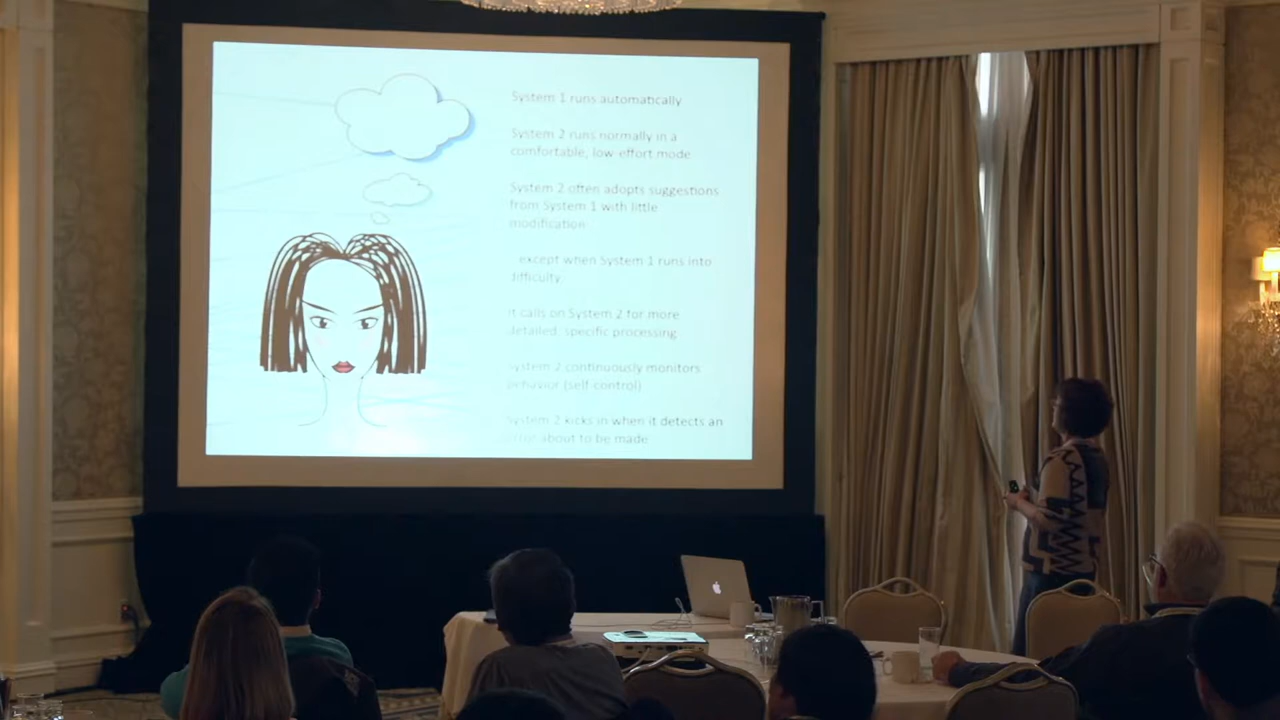 System 1 runs automatically
System 2 runs normally in a
comfortable, low-effort mode
System 2 often adopts suggestions
from System 1 with little
modification
except when System 1 runs into
difficulty
It calls on System 2 for more
detailed, specific processing
System 2 continuously monitors
behavior (self-control)
System 2 kicks in when it detects an
error about to be made